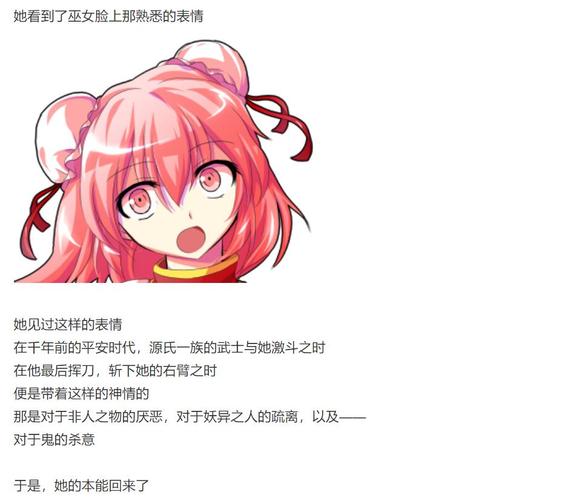 她看到了巫女脸上那熟悉的表情
她见过这样的表情
在千年前的平安时代，源氏一族的武士与她激斗之时
在他最后挥刀，斩下她的右臂之时
便是带着这样的神情的
那是对于非人之物的厌恶，对于妖异之人的疏离，以及——
对于鬼的杀意
于是，她的本能回来了